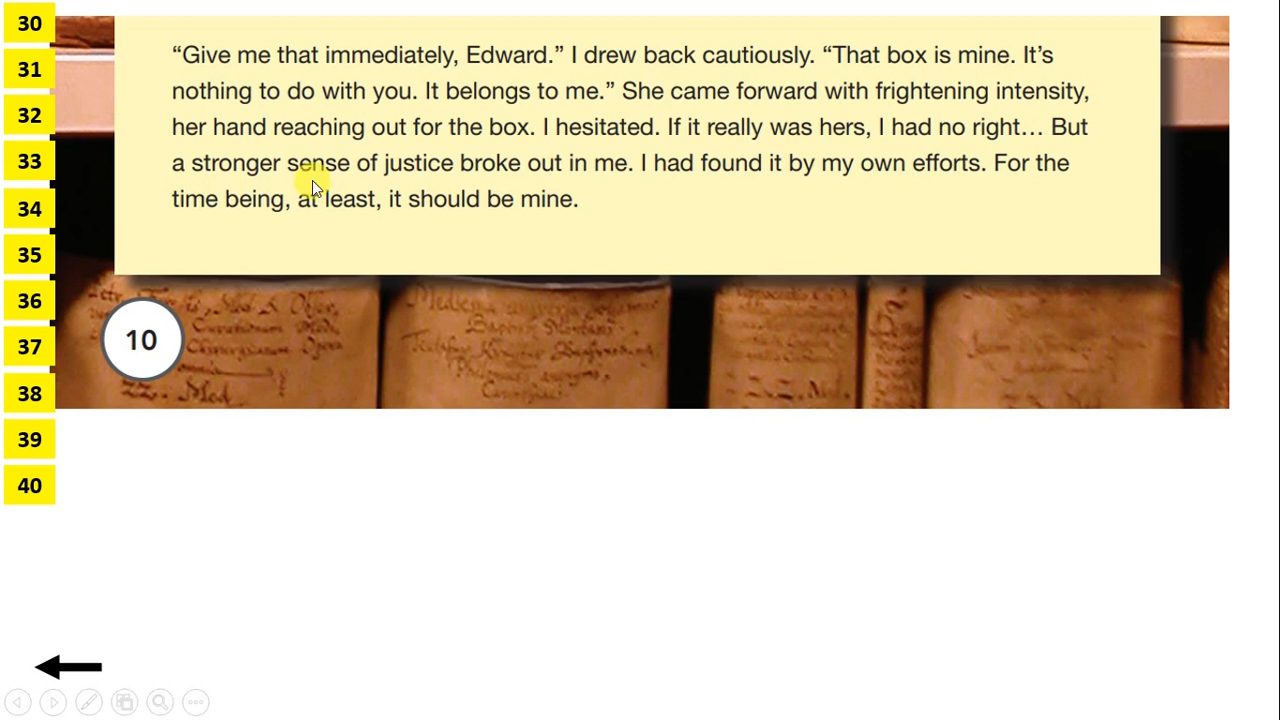 30
31
32
33
34
35
36
37
38
39
40
“Give me that immediately, Edward.” I drew back cautiously. “That box is mine. It’s
nothing to do with you. It belongs to me.” She came forward with frightening intensity,
her hand reaching out for the box. I hesitated. If it really was hers, I had no right… But
a stronger sense of justice broke out in me. I had found it by my own efforts. For the
time being, at least, it should be mine.
10